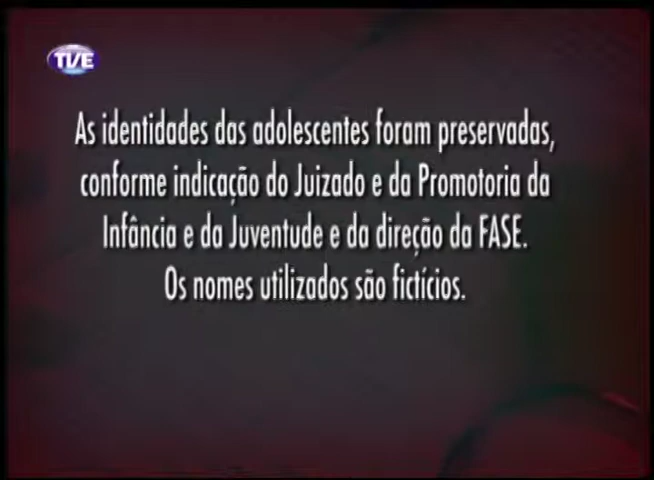 TVE
As identidades das adolescentes foram preservadas,
conforme indicação do Juizado e da Promotoria da
Infância e da Juventude e da direção da FASE.
Os nomes utilizados são fictícios.